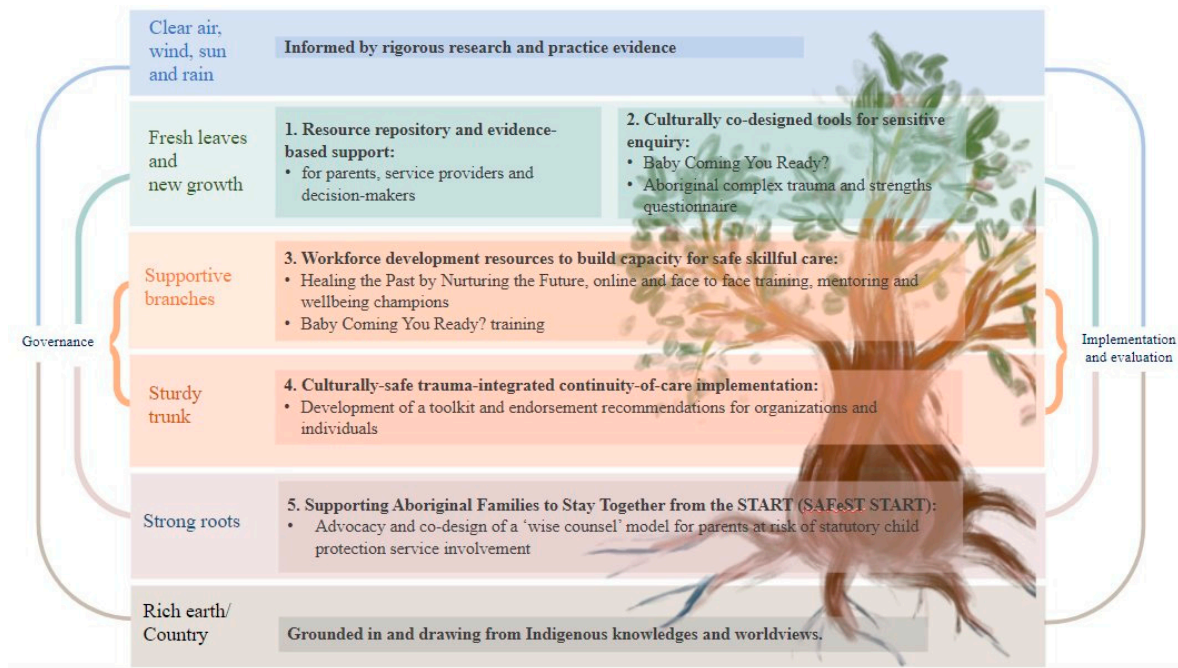 Clear air,
wind, sun
and rain
Informed by rigorous research and practice evidence
Fresh leaves
and
new growth
1. Resource repository and evidence-
based support:
• for parents, service providers and
decision-makers
2. Culturally co-designed tools for sensitive
enquiry:
• Baby Coming You Ready?
• Aboriginal complex trauma and strengths
questionnaire
Supportive
branches
3. Workforce development resources to build capacity for safe skillful care:
• Healing the Past by Nurturing the Future, online and face to face training, mentoring and
wellbeing champions
• Baby Coming You Ready? training
Governance
Implementation
and evaluation
Sturdy
trunk
4. Culturally-safe trauma-integrated continuity-of-care implementation:
• Development of a toolkit and endorsement recommendations for organizations and
individuals
Strong roots
5. Supporting Aboriginal Families to Stay Together from the START (SAFeST START):
• Advocacy and co-design of a ‘wise counsel’ model for parents at risk of statutory child
protection service involvement
Rich earth/
Country
Grounded in and drawing from Indigenous knowledges and worldviews.